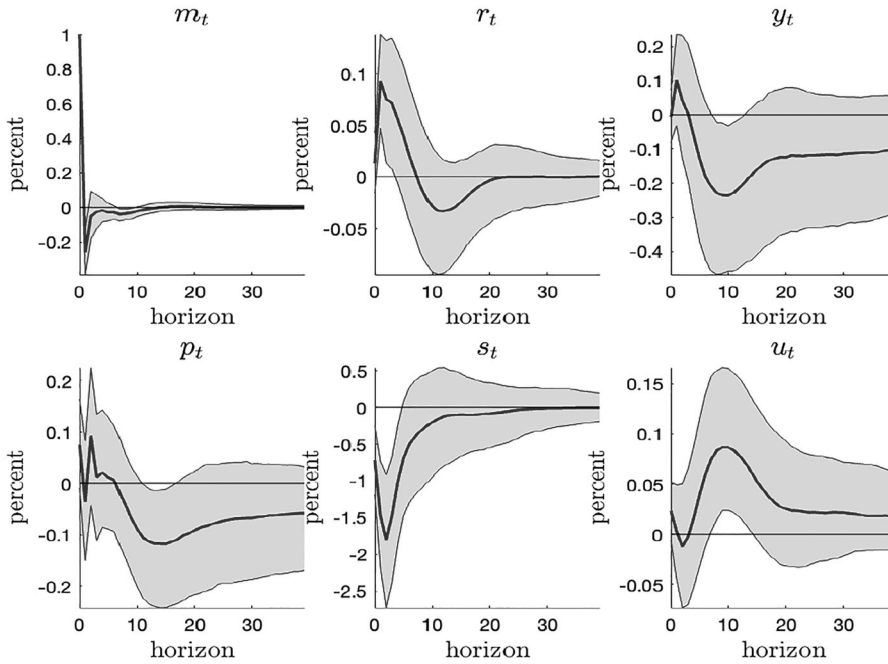 m_t
percent
1
0.8
0.6
0.4
0.2
0
-0.2
0 10 20 30
horizon
r_t
percent
0.1
0.05
0
-0.05
0 10 20 30
horizon
y_t
percent
0.2
0.1
0
-0.1
-0.2
-0.3
-0.4
0 10 20 30
horizon
p_t
percent
0.2
0.1
0
-0.1
-0.2
0 10 20 30
horizon
s_t
percent
0.5
0
-0.5
-1
-1.5
-2
-2.5
0 10 20 30
horizon
u_t
percent
0.15
0.1
0.05
0
0.05
0 10 20 30
horizon